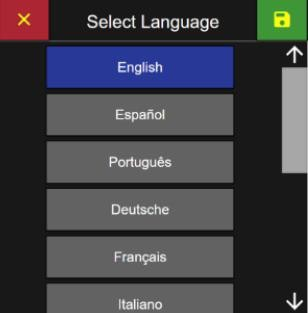 Select Language
English
Español
Português
Deutsche
Français
Italiano